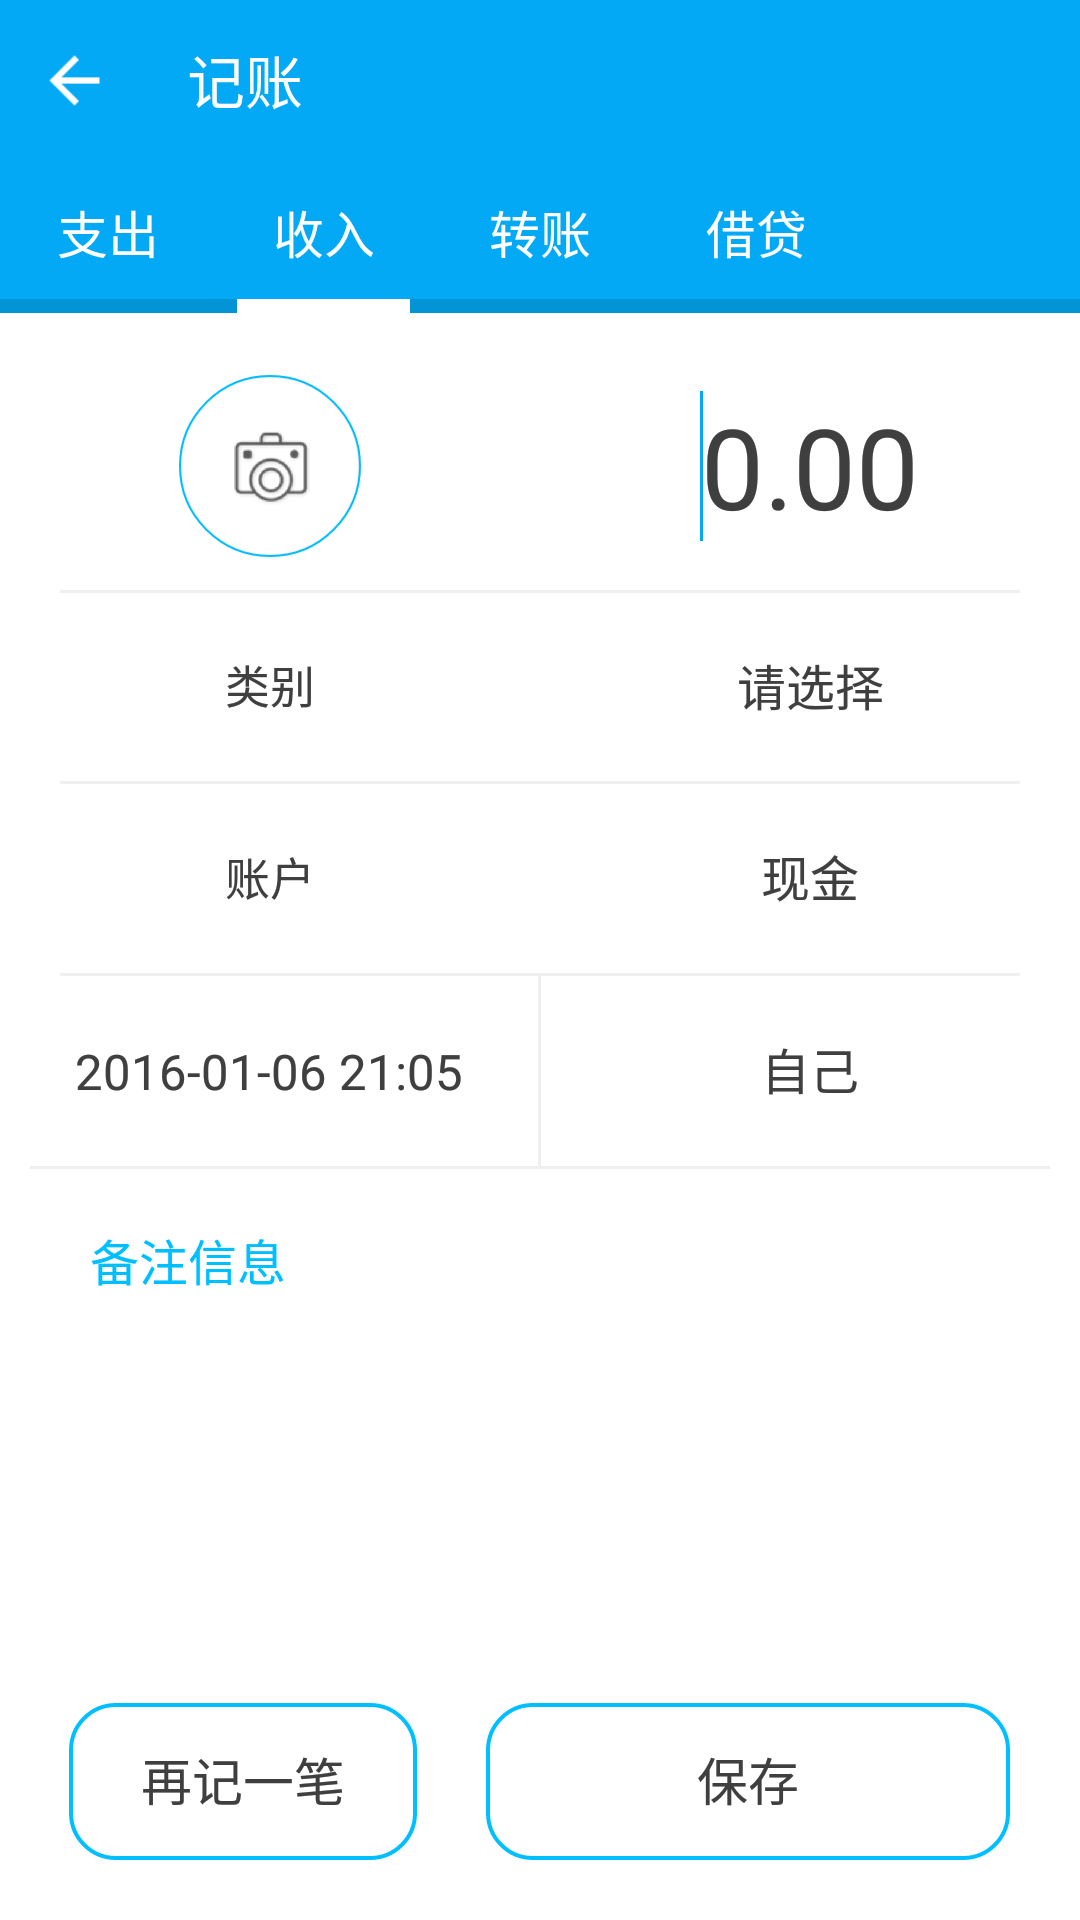 记账
支出 收入 转账 借贷
0.00
类别 请选择
账户 现金
2016-01-06 21:05 自己
备注信息
再记一笔 保存